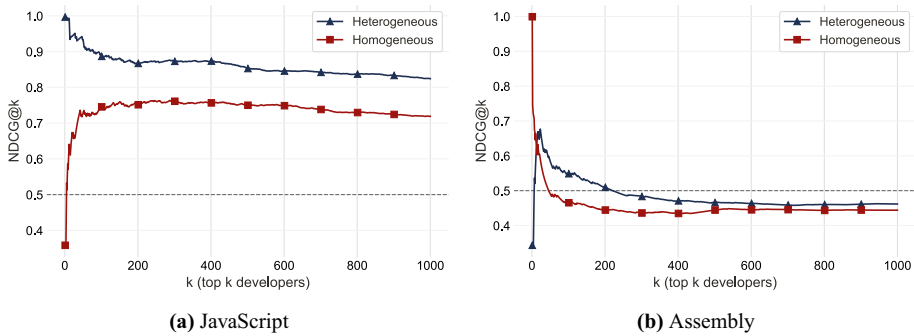 1.0
0.9
0.8
0.7
0.6
0.5
0.4
NDCG@k
Heterogeneous
Homogeneous
0
200
400
600
800
1000
k (top k developers)
(a) JavaScript
1.0
0.9
0.8
0.7
0.6
0.5
0.4
NDCG@k
Heterogeneous
Homogeneous
0
200
400
600
800
1000
k (top k developers)
(b) Assembly